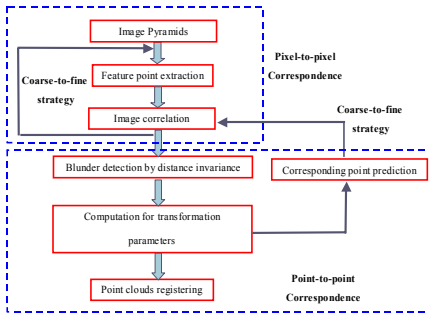 Image Pyramids
Feature point extraction
Image correlation
Coarse-to-fine
strategy
Pixel-to-pixel
Correspondence
Coarse-to-fine
strategy
Blunder detection by distance invariance
Corresponding point prediction
Computation for transformation
parameters
Point clouds registering
Point-to-point
Correspondence